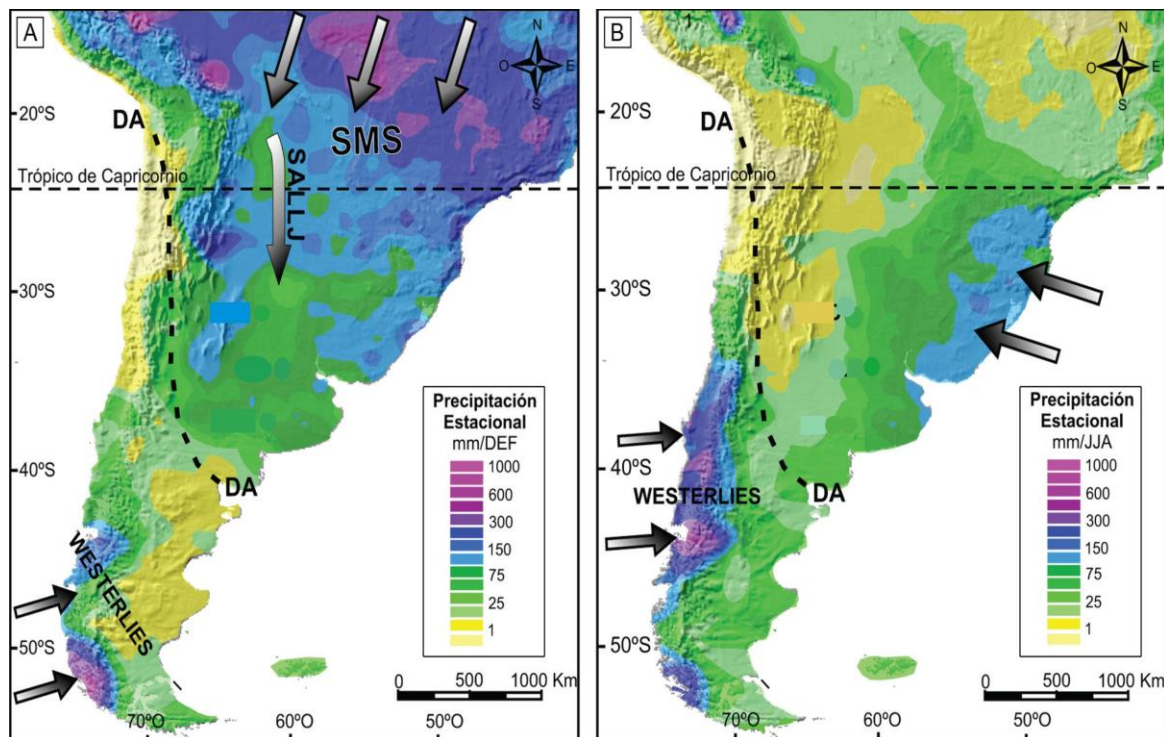 A
N
O
E
S
20ºS
DA
SMS
SALLJ
Trópico de Capricornio
30ºS
40ºS
DA
WESTERLIES
50ºS
Precipitación
Estacional
mm/DEF
1000
600
300
150
75
25
1
0
500
1000 Km
70ºO
60ºO
50ºO
B
1
N
O
E
S
20ºS
DA
Trópico de Capricornio
30ºS
40ºS
WESTERLIES
DA
50ºS
Precipitación
Estacional
mm/JJA
1000
600
300
150
75
25
1
0
500
1000 Km
70ºO
60ºO
50ºO